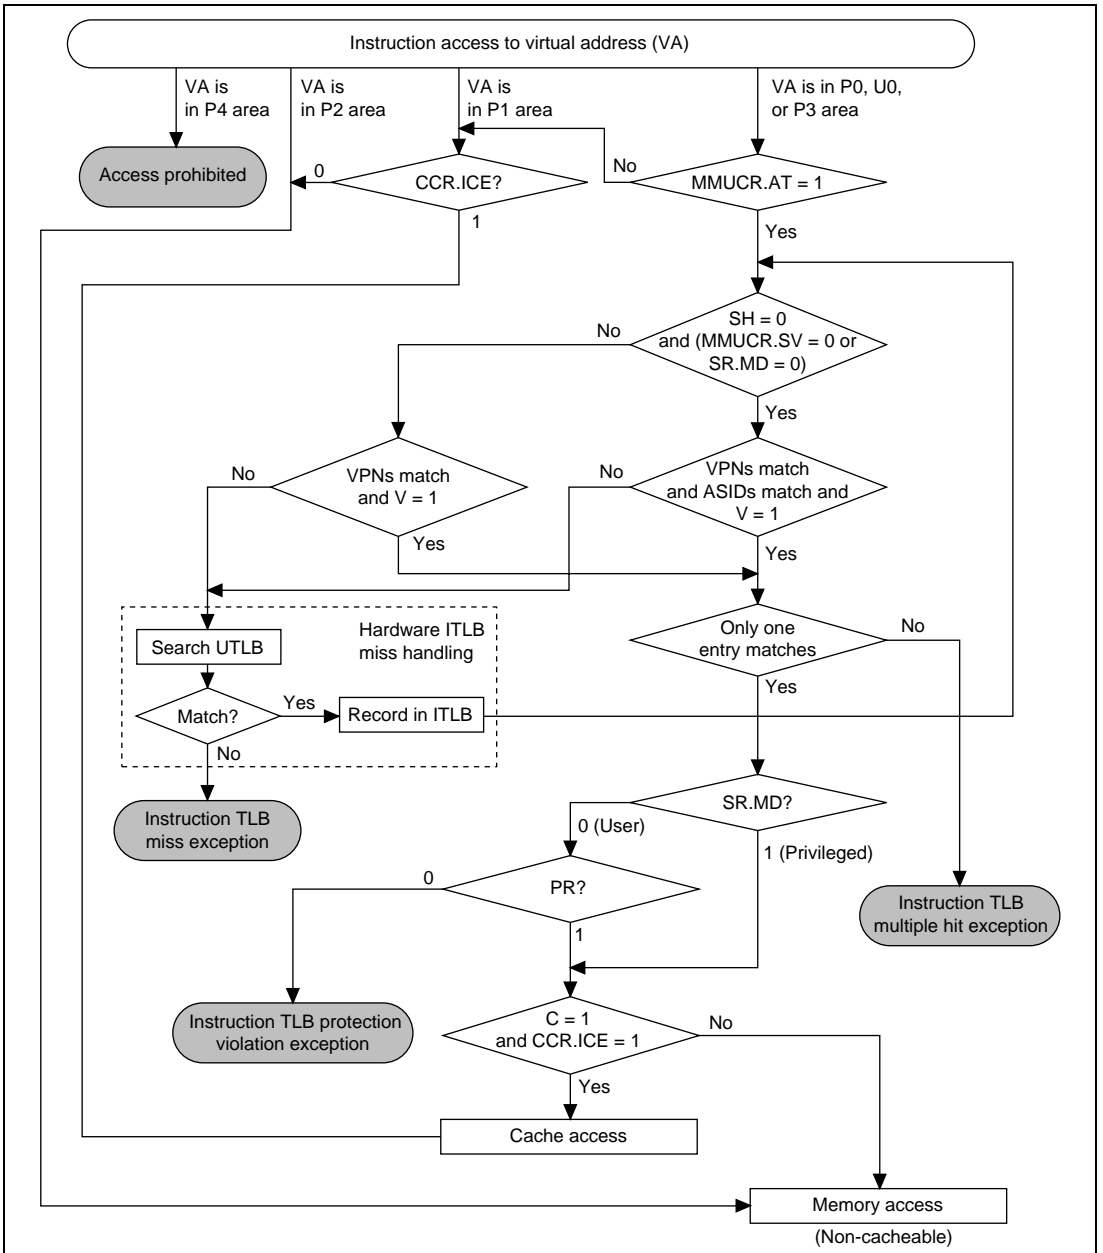 Instruction access to virtual address (VA)
VA is
in P4 area
VA is
in P2 area
VA is
in P1 area
VA is in P0, U0,
or P3 area
Access prohibited
0
CCR.ICE?
1
No
MMUCR.AT = 1
Yes
No
SH = 0
and (MMUCR.SV = 0 or
SR.MD = 0)
Yes
No
VPNs match
and V = 1
Yes
No
VPNs match
and ASIDs match and
V = 1
Yes
Hardware ITLB
miss handling
Search UTLB
Match?
Yes
Record in ITLB
No
Instruction TLB
miss exception
Only one
entry matches
No
Yes
SR.MD?
0 (User)
1 (Privileged)
Instruction TLB
multiple hit exception
0
PR?
1
Instruction TLB protection
violation exception
C = 1
and CCR.ICE = 1
No
Yes
Cache access
Memory access
(Non-cacheable)